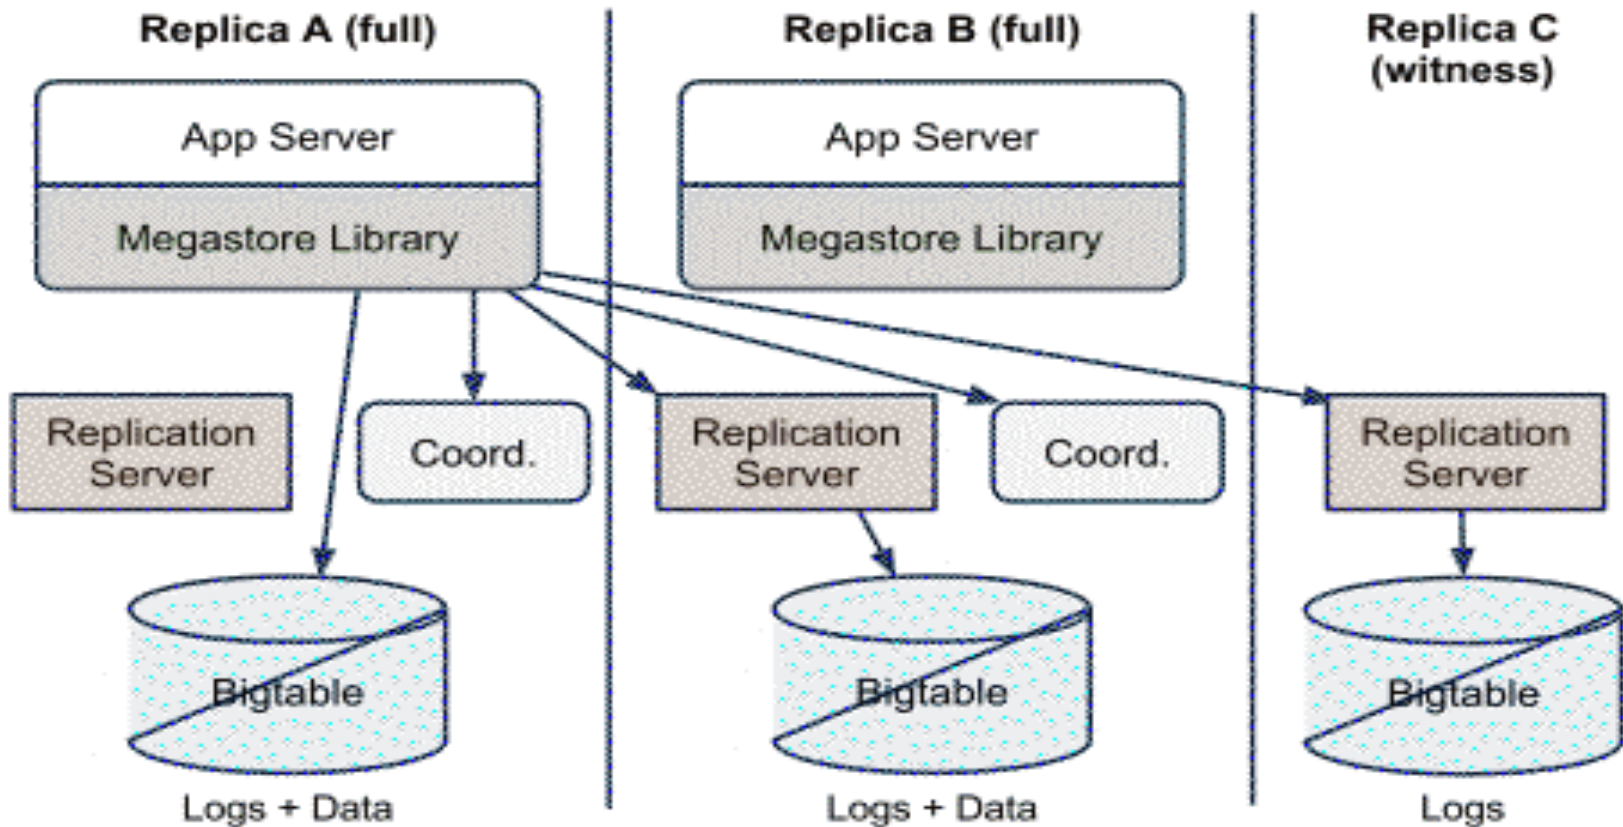 Replica A (full)
Replica B (full)
Replica C
(witness)
App Server
Megastore Library
App Server
Megastore Library
Replication
Server
Coord.
Replication
Server
Coord.
Replication
Server
Bigtable
Bigtable
Bigtable
Logs + Data
Logs + Data
Logs